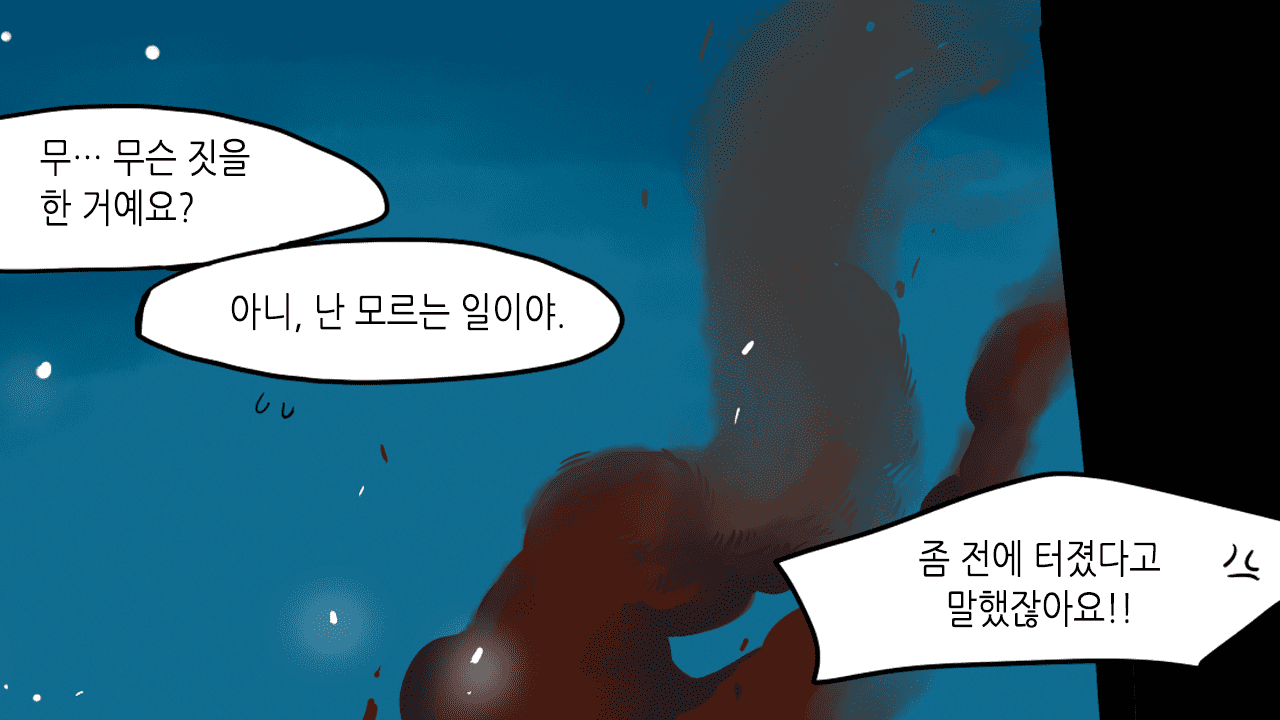 무… 무슨 짓을
한 거예요?
아니, 난 모르는 일이야.
좀 전에 터졌다고
말했잖아요!!